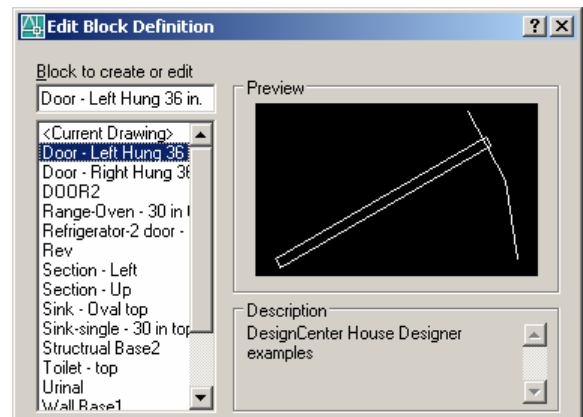 Edit Block Definition
Block to create or edit
Door - Left Hung 36 in.
<Current Drawing>
Door - Left Hung 36
Door - Right Hung 36
DOOR2
Range-Oven - 30 in
Refrigerator-2 door -
Rev
Section - Left
Section - Up
Sink - Oval top
Sink-single - 30 in top
Structrual Base2
Toilet - top
Urinal
Wall Base1
Preview
Description
DesignCenter House Designer
examples